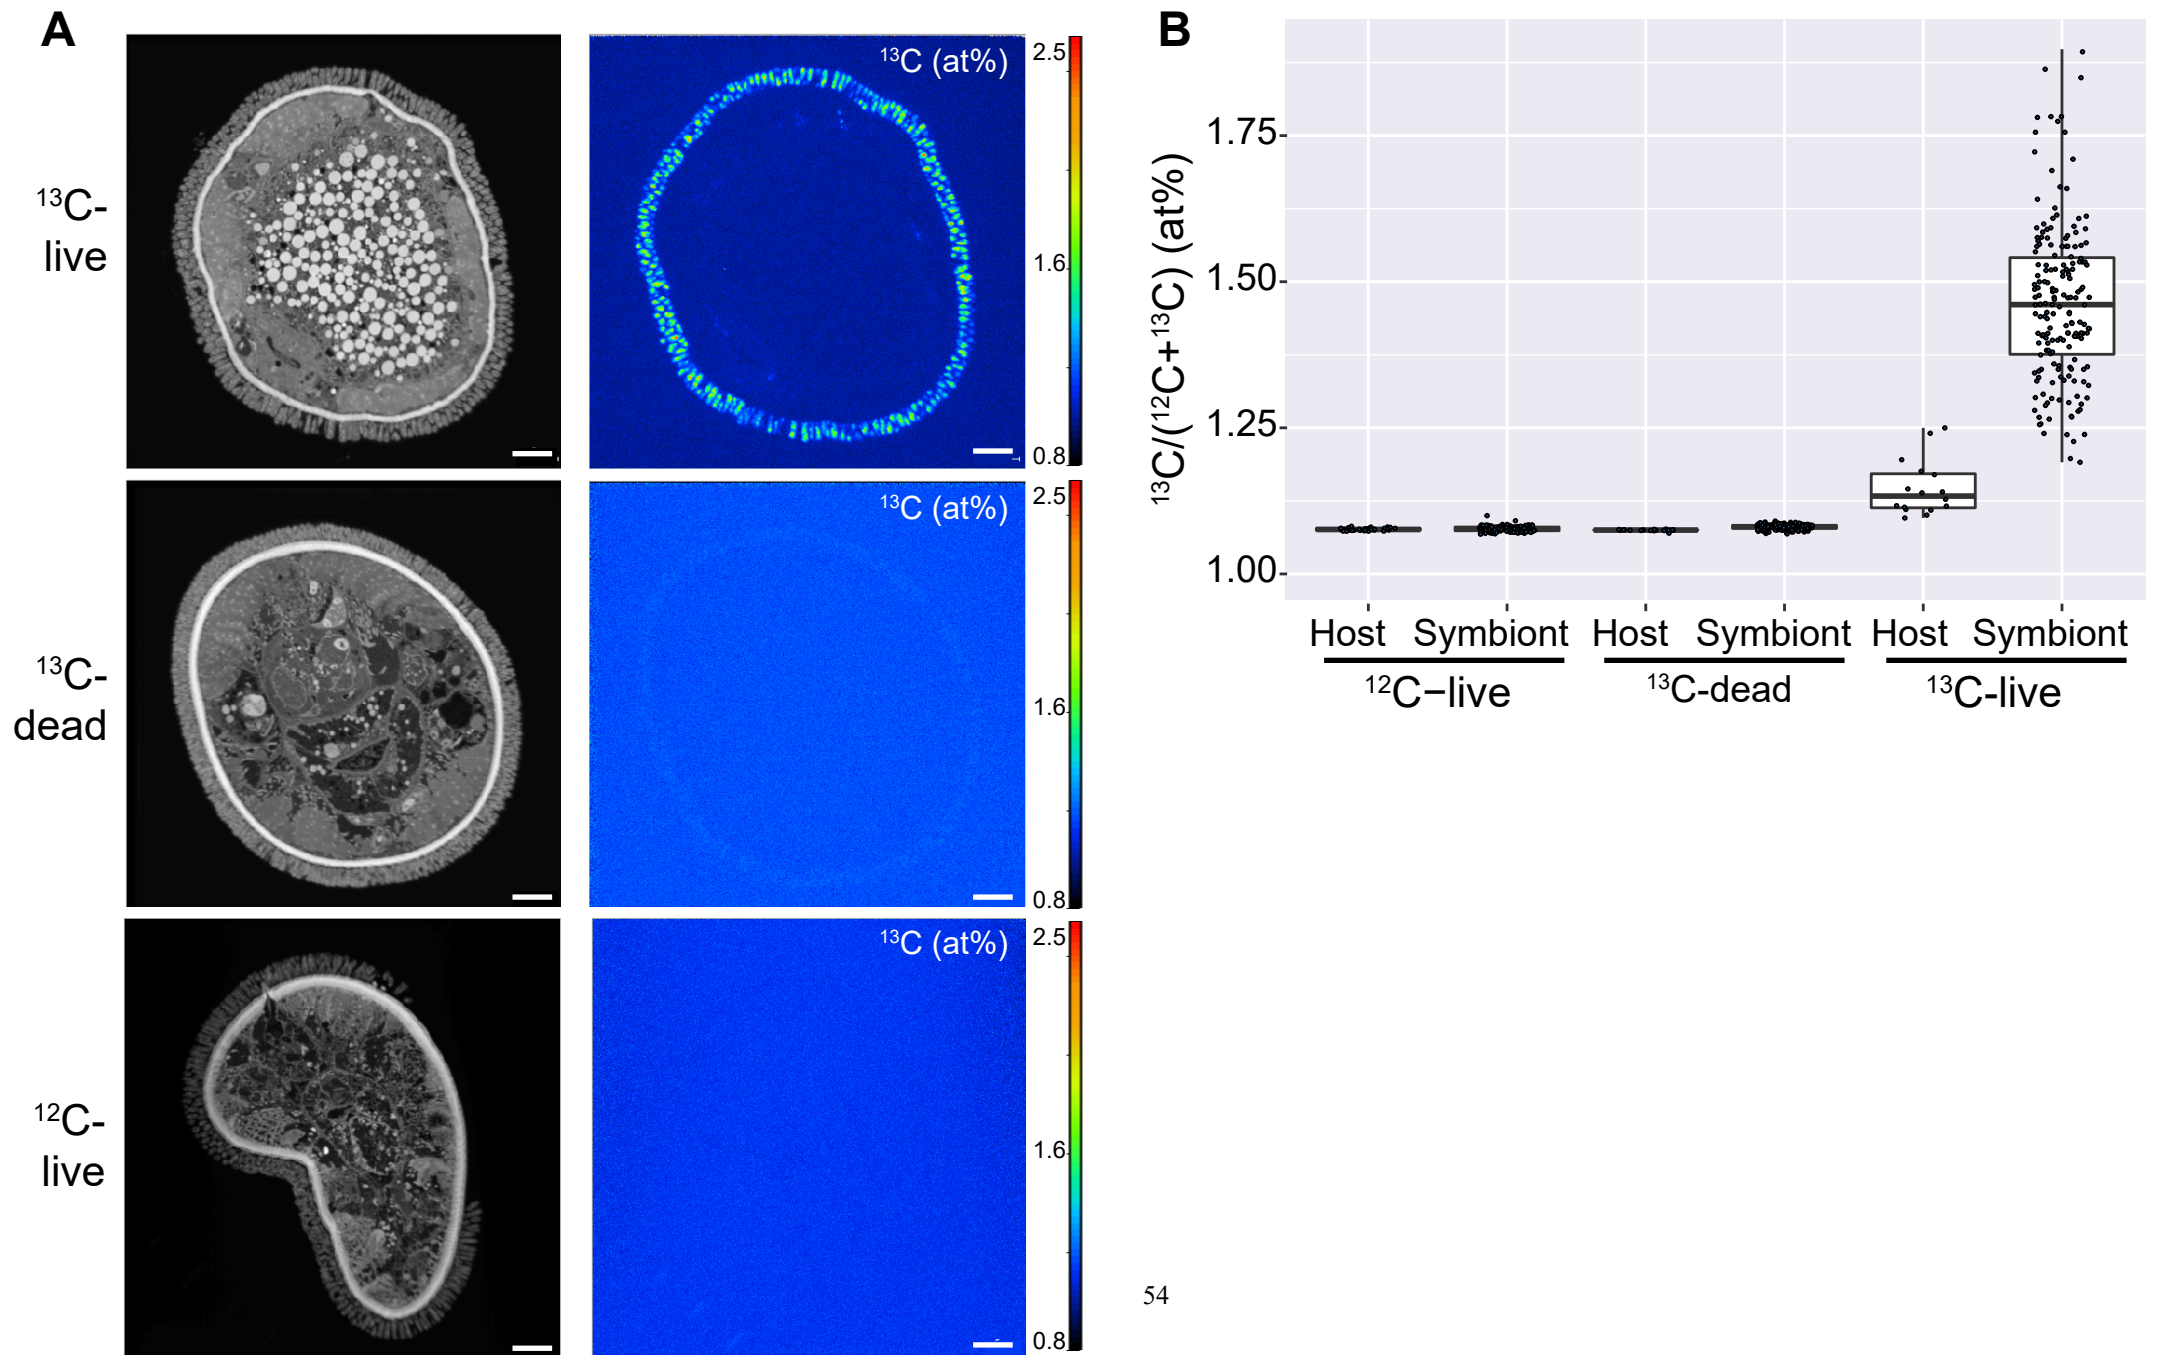 A
¹³C-
live
¹³C (at%)
2.5
1.6
0.8
¹³C-
dead
¹³C (at%)
2.5
1.6
0.8
¹²C-
live
¹³C (at%)
2.5
1.6
0.8
B
¹³C/(¹²C+¹³C) (at%)
1.75
1.50
1.25
1.00
Host Symbiont Host Symbiont Host Symbiont
¹²C−live ¹³C-dead ¹³C-live
54